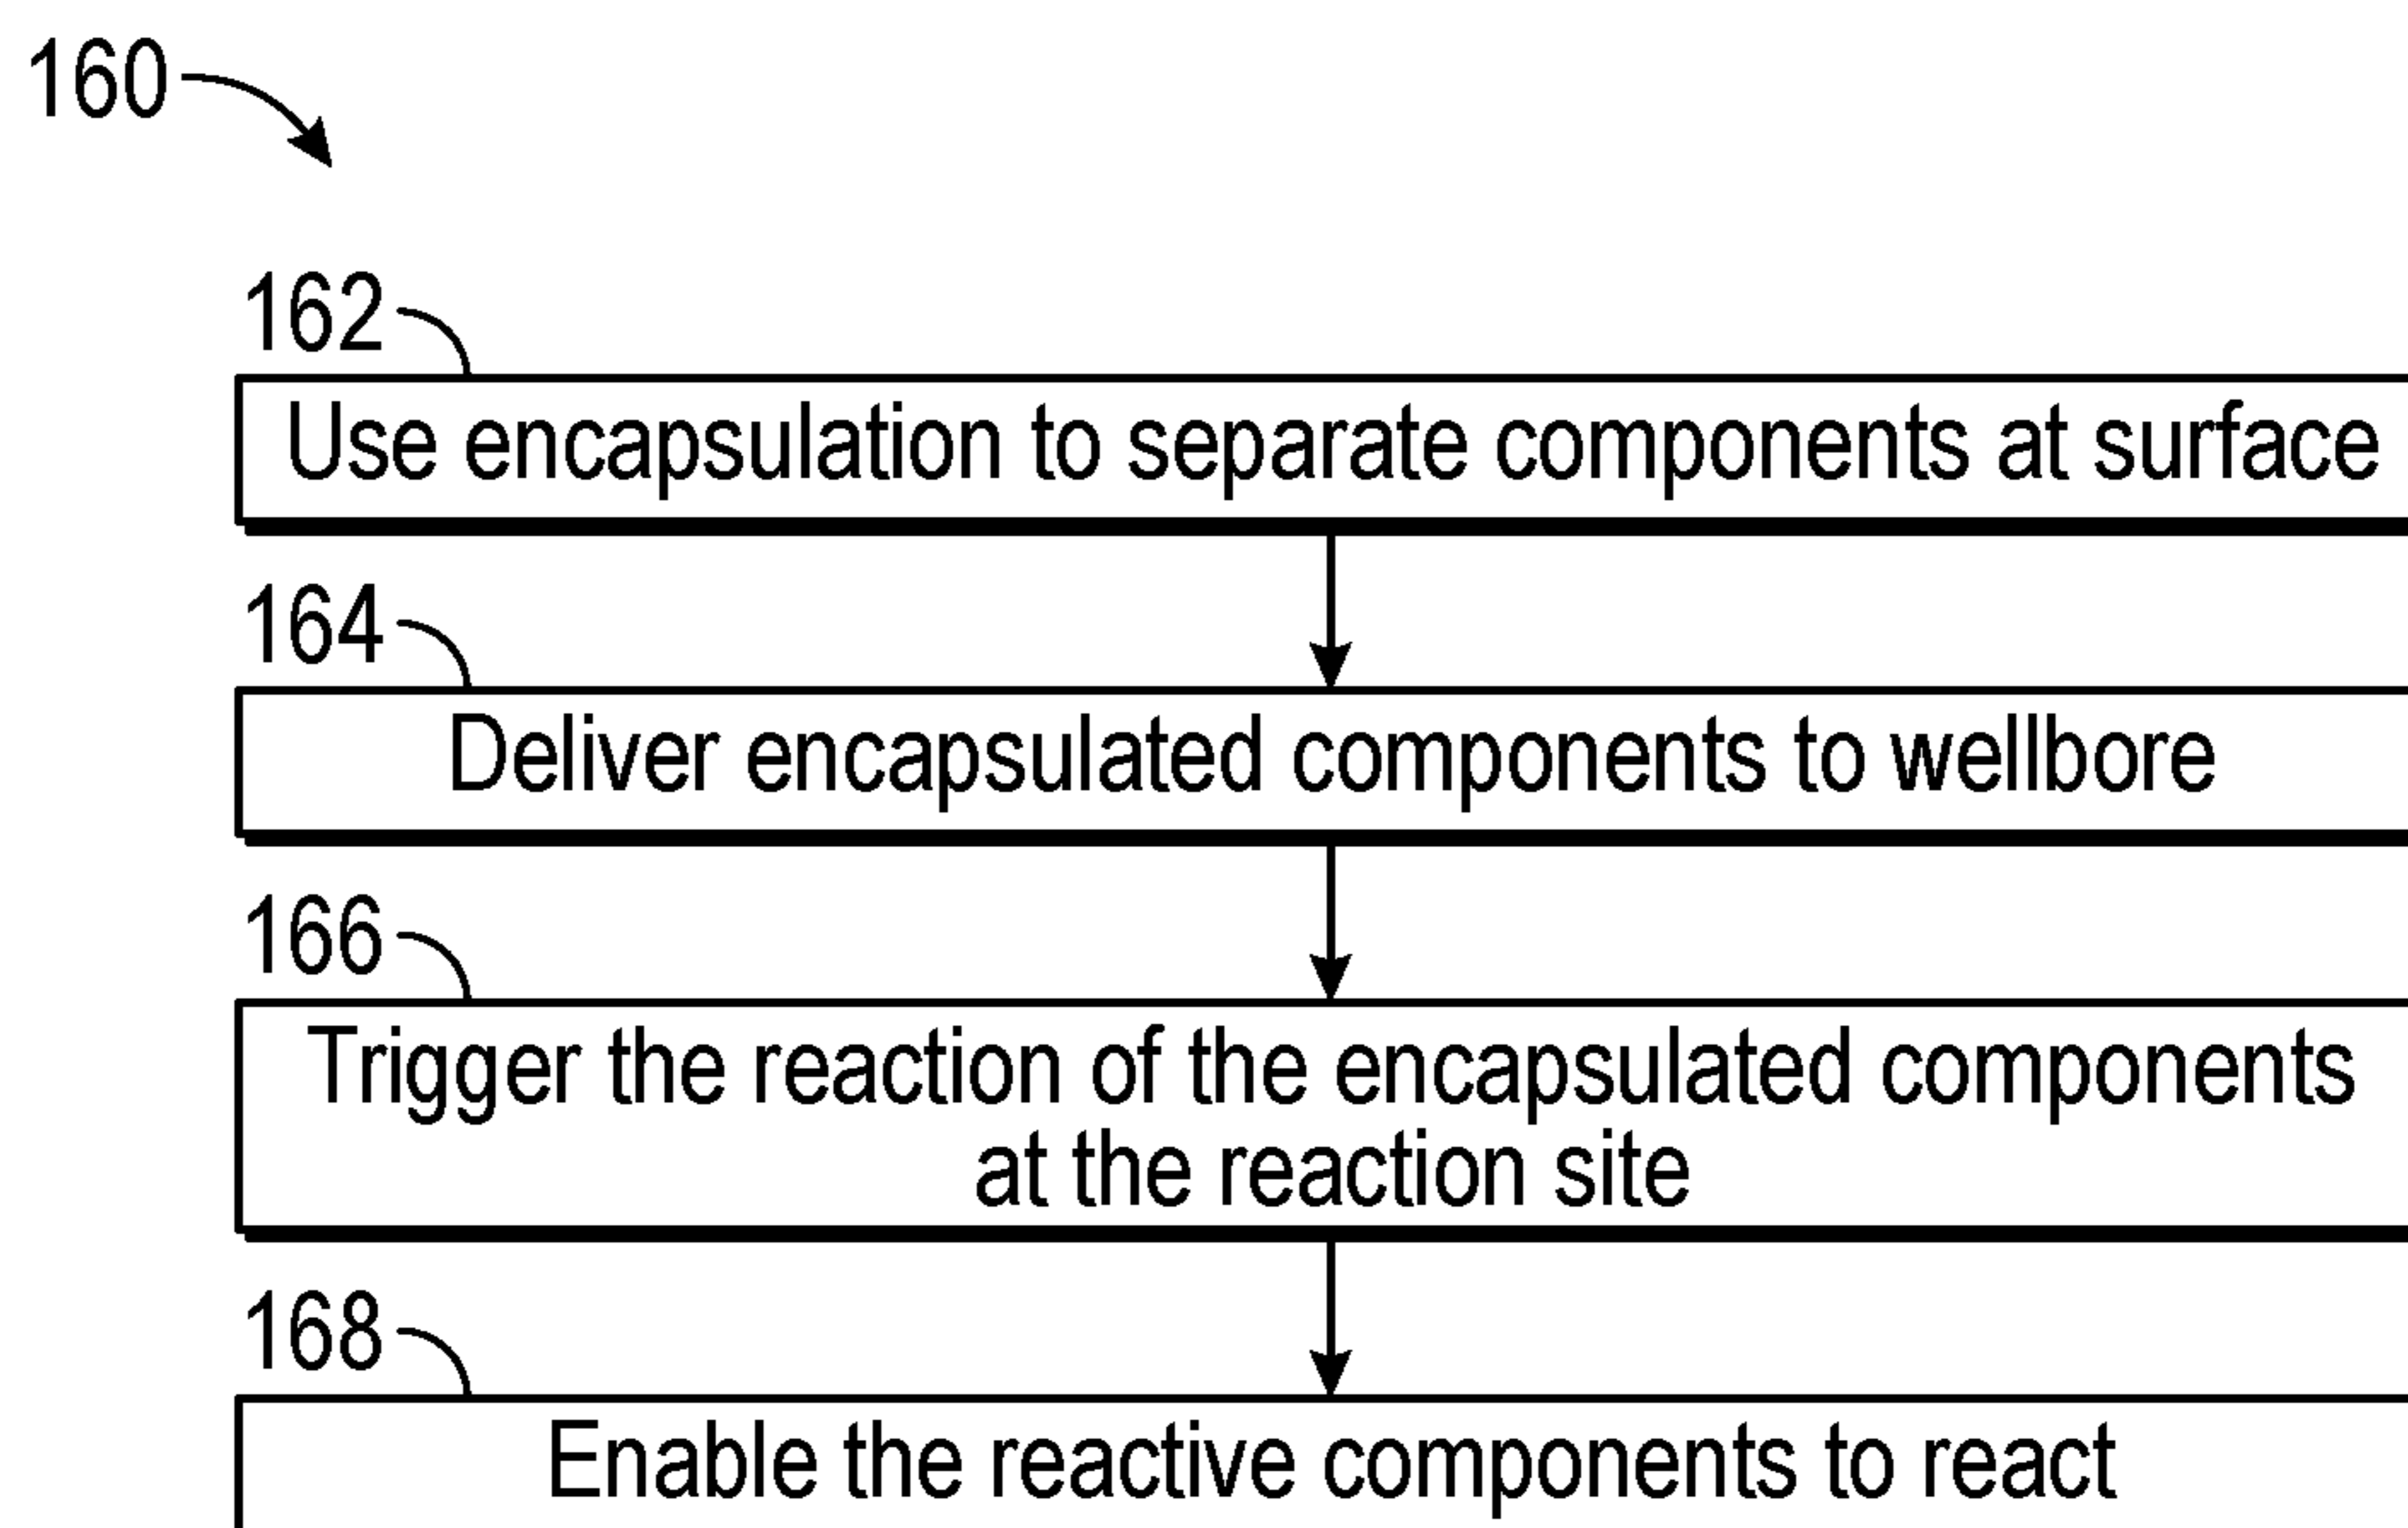 160
162
Use encapsulation to separate components at surface
164
Deliver encapsulated components to wellbore
166
Trigger the reaction of the encapsulated components
at the reaction site
168
Enable the reactive components to react